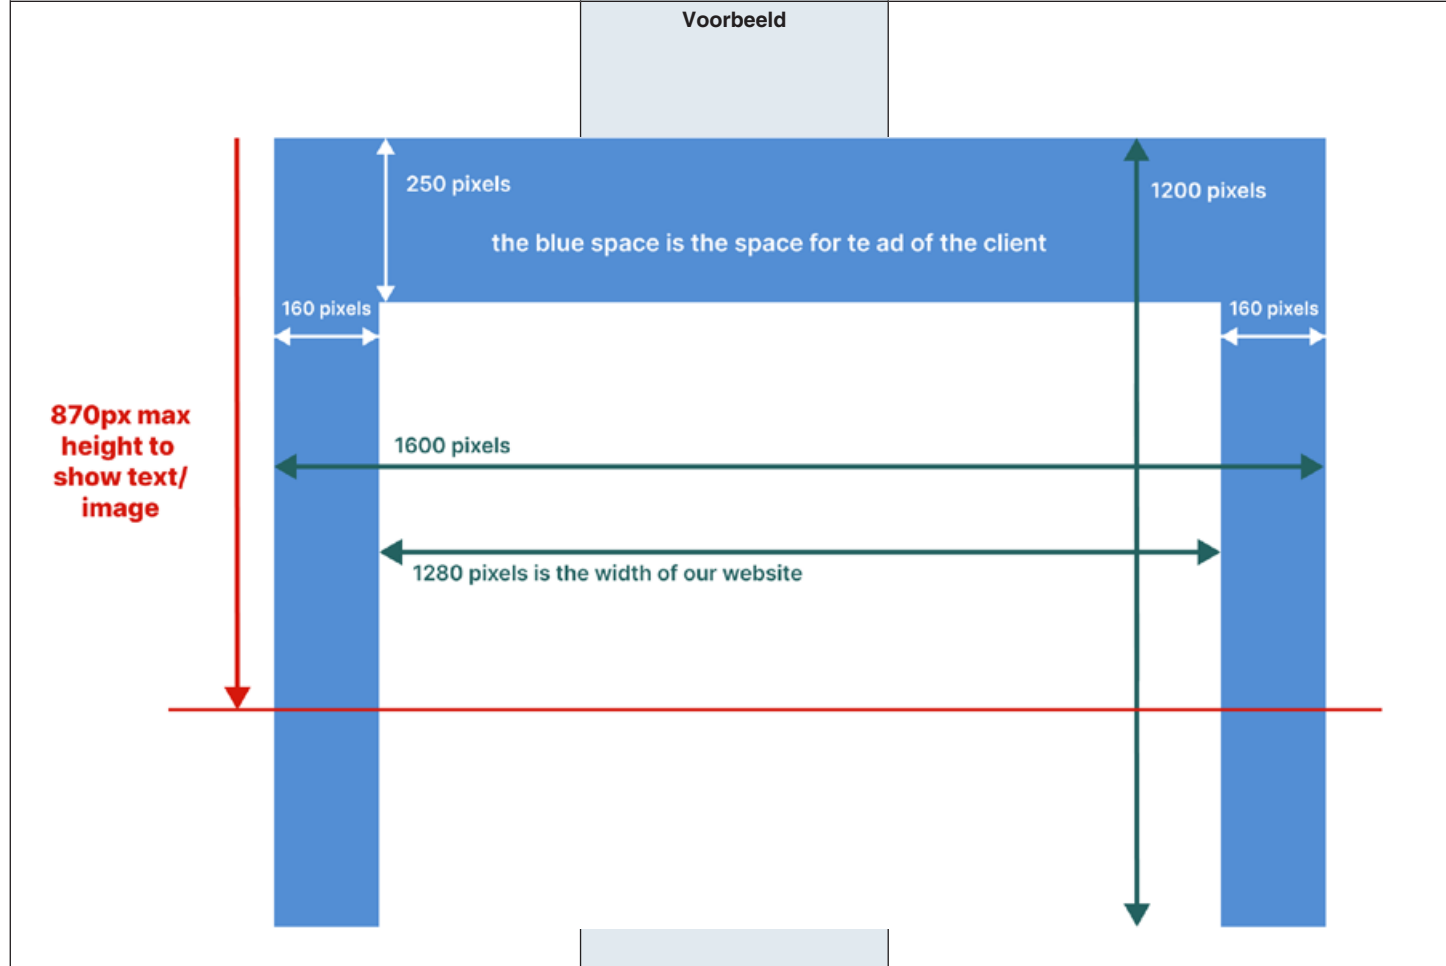 Voorbeeld
250 pixels
1200 pixels
the blue space is the space for te ad of the client
160 pixels
160 pixels
870px max
height to
show text/
image
1600 pixels
1280 pixels is the width of our website